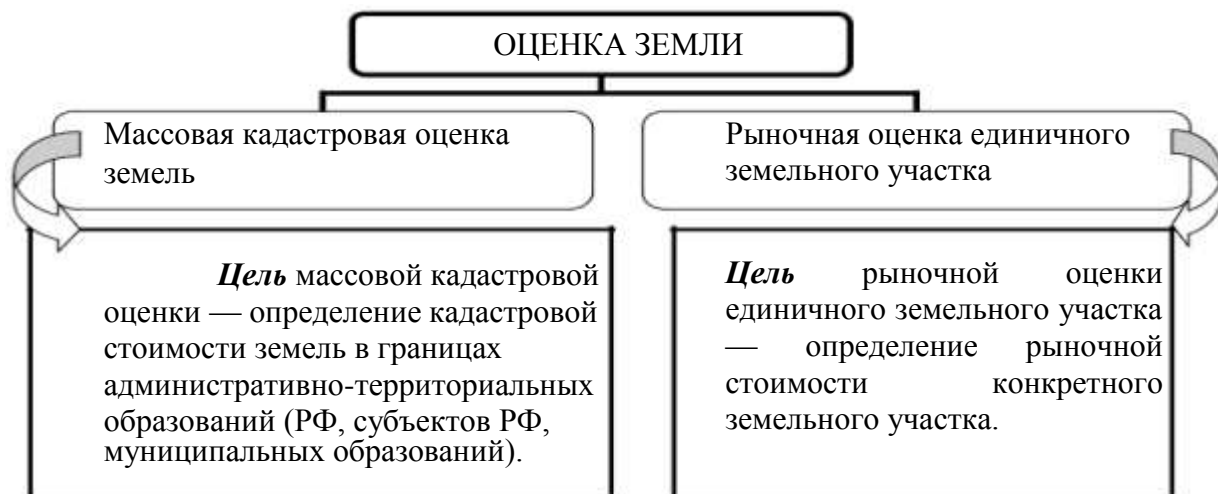 ОЦЕНКА ЗЕМЛИ
Массовая кадастровая оценка
земель
Рыночная оценка единичного
земельного участка
Цель массовой кадастровой
оценки — определение кадастровой
стоимости земель в границах
административно-территориальных
образований (РФ, субъектов РФ,
муниципальных образований).
Цель рыночной оценки
единичного земельного участка
— определение рыночной
стоимости конкретного
земельного участка.